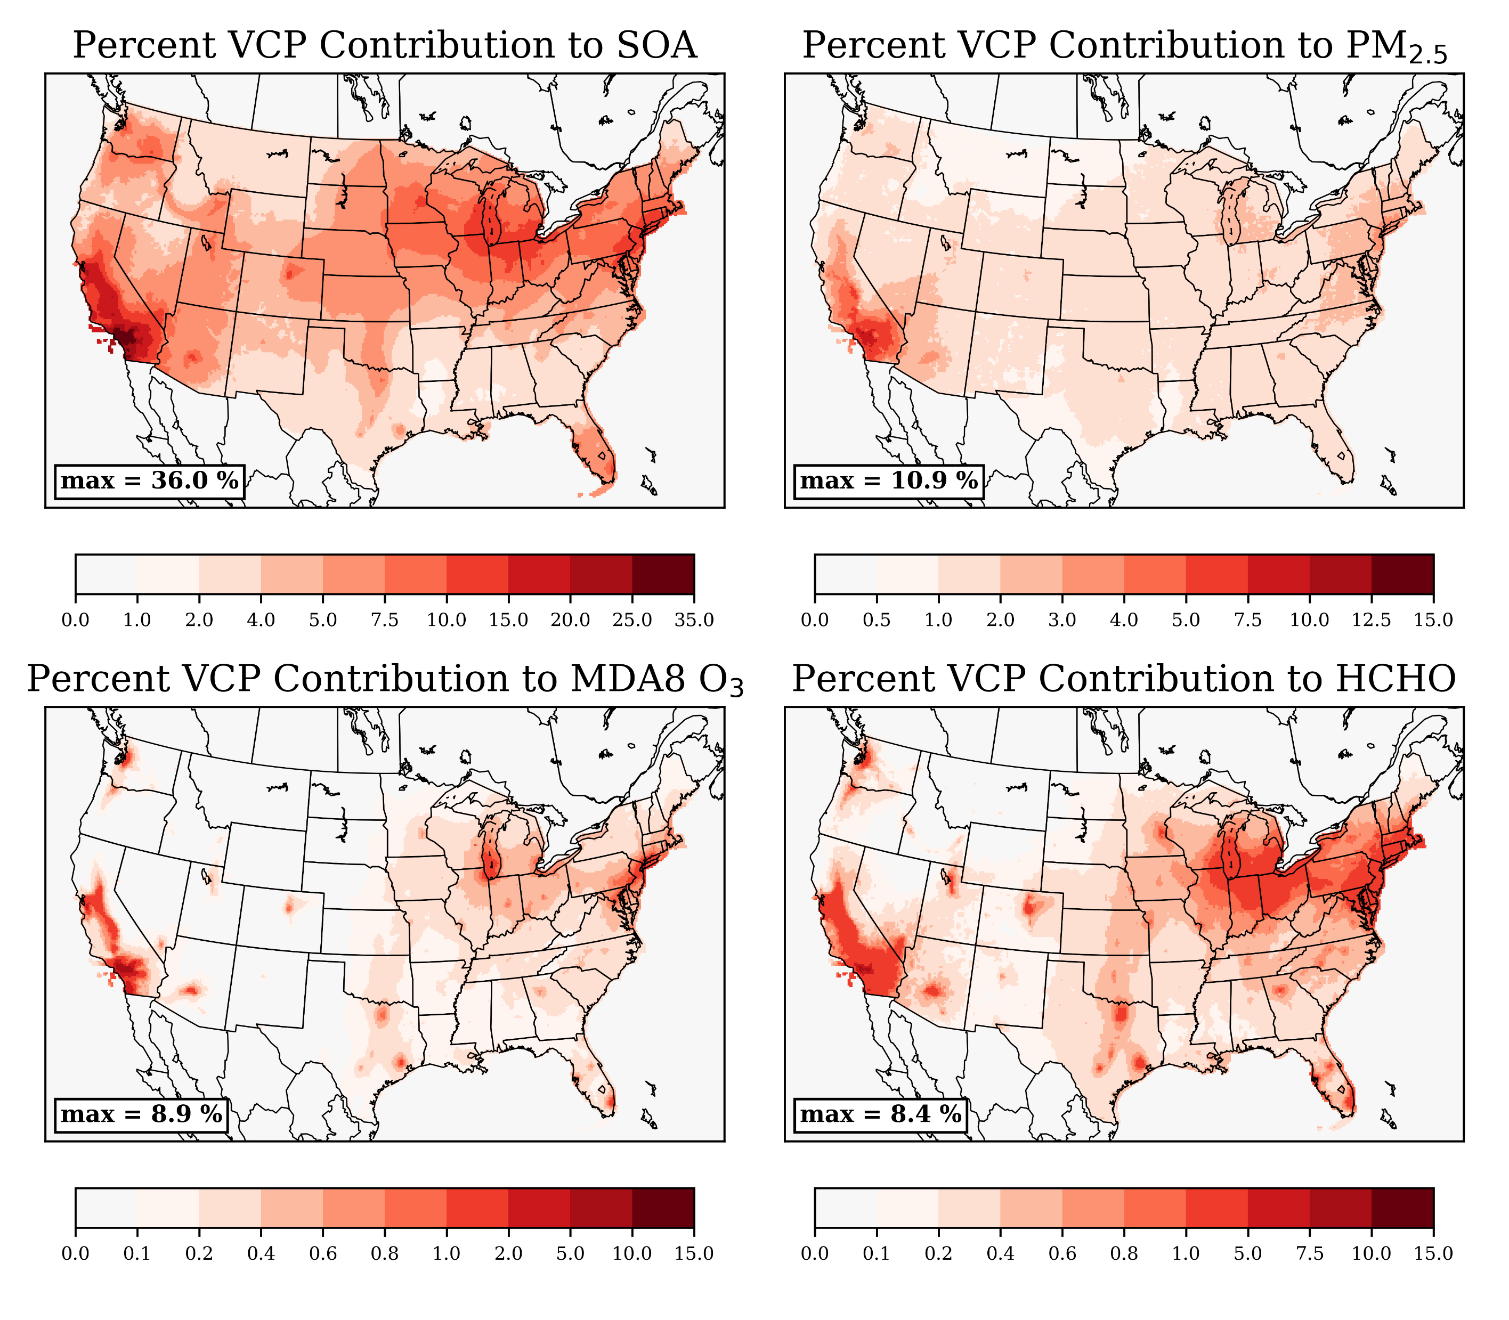 Percent VCP Contribution to SOA
Percent VCP Contribution to PM2.5
max = 36.0 %
max = 10.9 %
0.0 1.0 2.0 4.0 5.0 7.5 10.0 15.0 20.0 25.0 35.0
0.0 0.5 1.0 2.0 3.0 4.0 5.0 7.5 10.0 12.5 15.0
Percent VCP Contribution to MDA8 O3
Percent VCP Contribution to HCHO
max = 8.9 %
max = 8.4 %
0.0 0.1 0.2 0.4 0.6 0.8 1.0 2.0 5.0 10.0 15.0
0.0 0.1 0.2 0.4 0.6 0.8 1.0 5.0 7.5 10.0 15.0